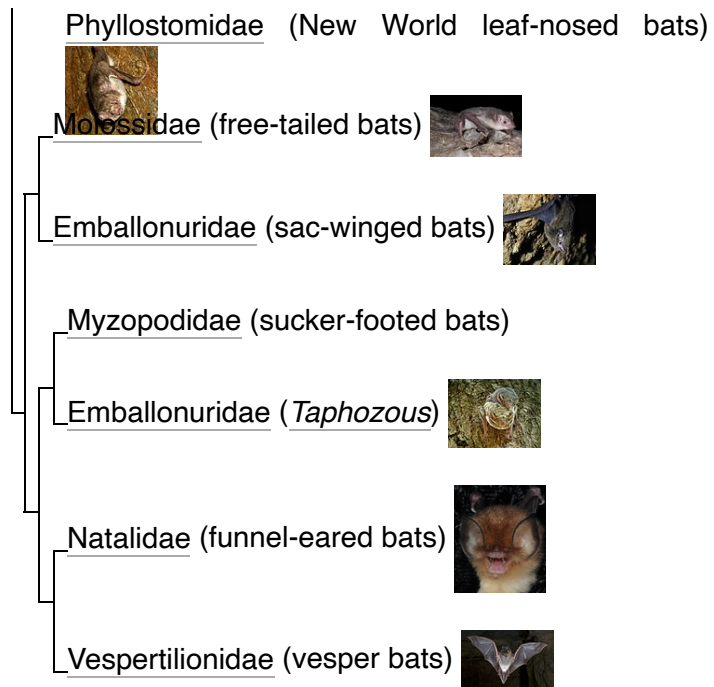 Phyllostomidae (New World leaf-nosed bats)
Molossidae (free-tailed bats)
Emballonuridae (sac-winged bats)
Myzopodidae (sucker-footed bats)
Emballonuridae (Taphozous)
Natalidae (funnel-eared bats)
Vespertilionidae (vesper bats)